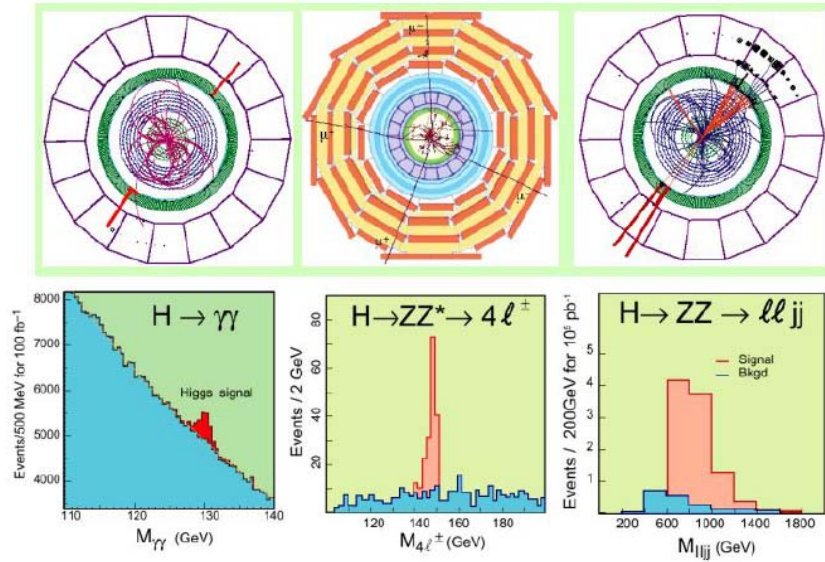 μ⁻
μ⁻
μ⁺
H → γγ
Higgs signal
Events/500 MeV for 100 fb⁻¹
8000
7000
6000
5000
4000
110
120
130
140
Mγγ (GeV)
H→ZZ*→ 4ℓ±
Events / 2 GeV
80
60
40
20
120
140
160
180
M4ℓ± (GeV)
H→ ZZ → ℓℓ jj
Signal
Bkgd
Events / 200GeV for 10⁵ pb⁻¹
5
4
3
2
1
200
600
1000
1400
1800
Mlljj (GeV)